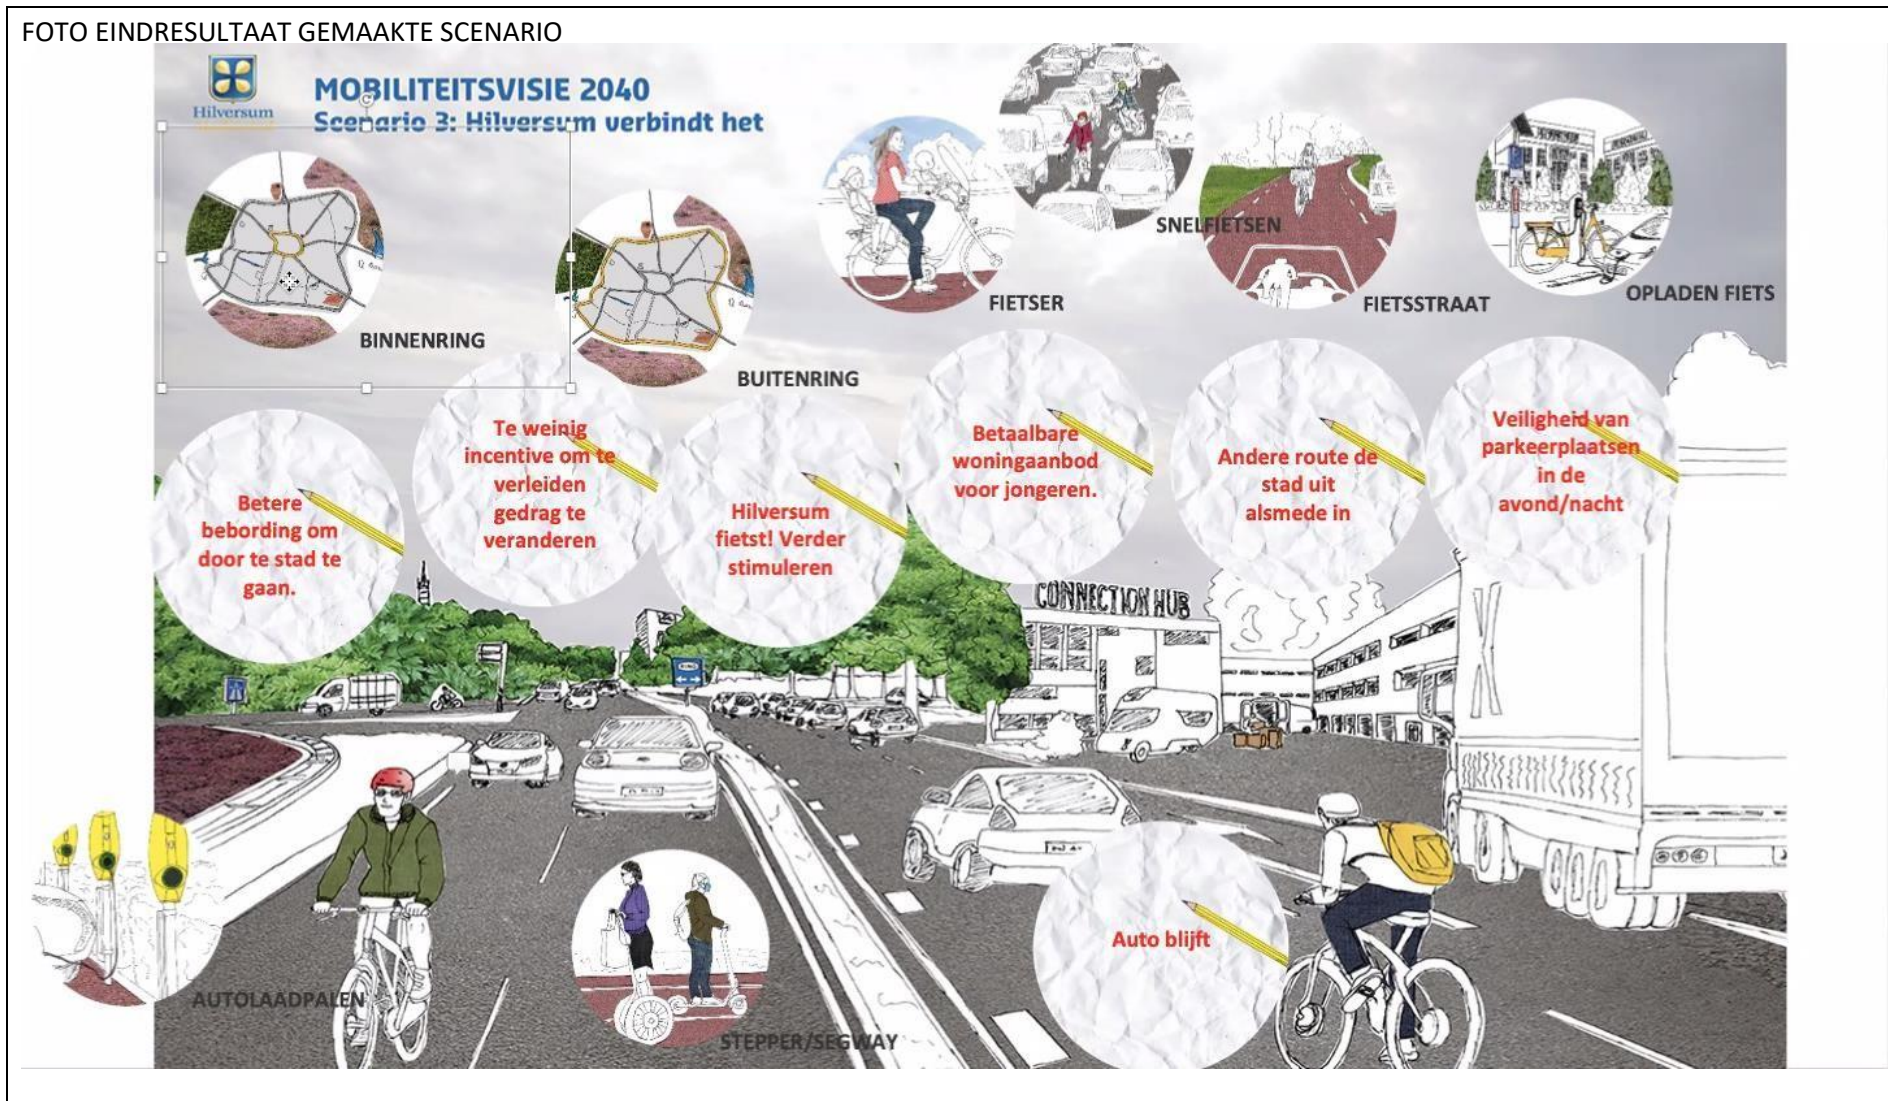 FOTO EINDRESULTAAT GEMAAKTE SCENARIO
Hilversum
MOBILITEITSVISIE 2040
Scenario 3: Hilversum verbindt het
SNELFIETSEN
FIETSER
FIETSSTRAAT
OPLADEN FIETS
BINNENRING
BUITENRING
Betere
bebording om
door te stad te
gaan.
Te weinig
incentive om te
verleiden
gedrag te
veranderen
Hilversum
fietst! Verder
stimuleren
Betaalbare
woningaanbod
voor jongeren.
Andere route de
stad uit
alsmede in
Veiligheid van
parkeerplaatsen
in de
avond/nacht
CONNECTION HUB
RING
Auto blijft
AUTOLAADPALEN
STEPPER/SEGWAY